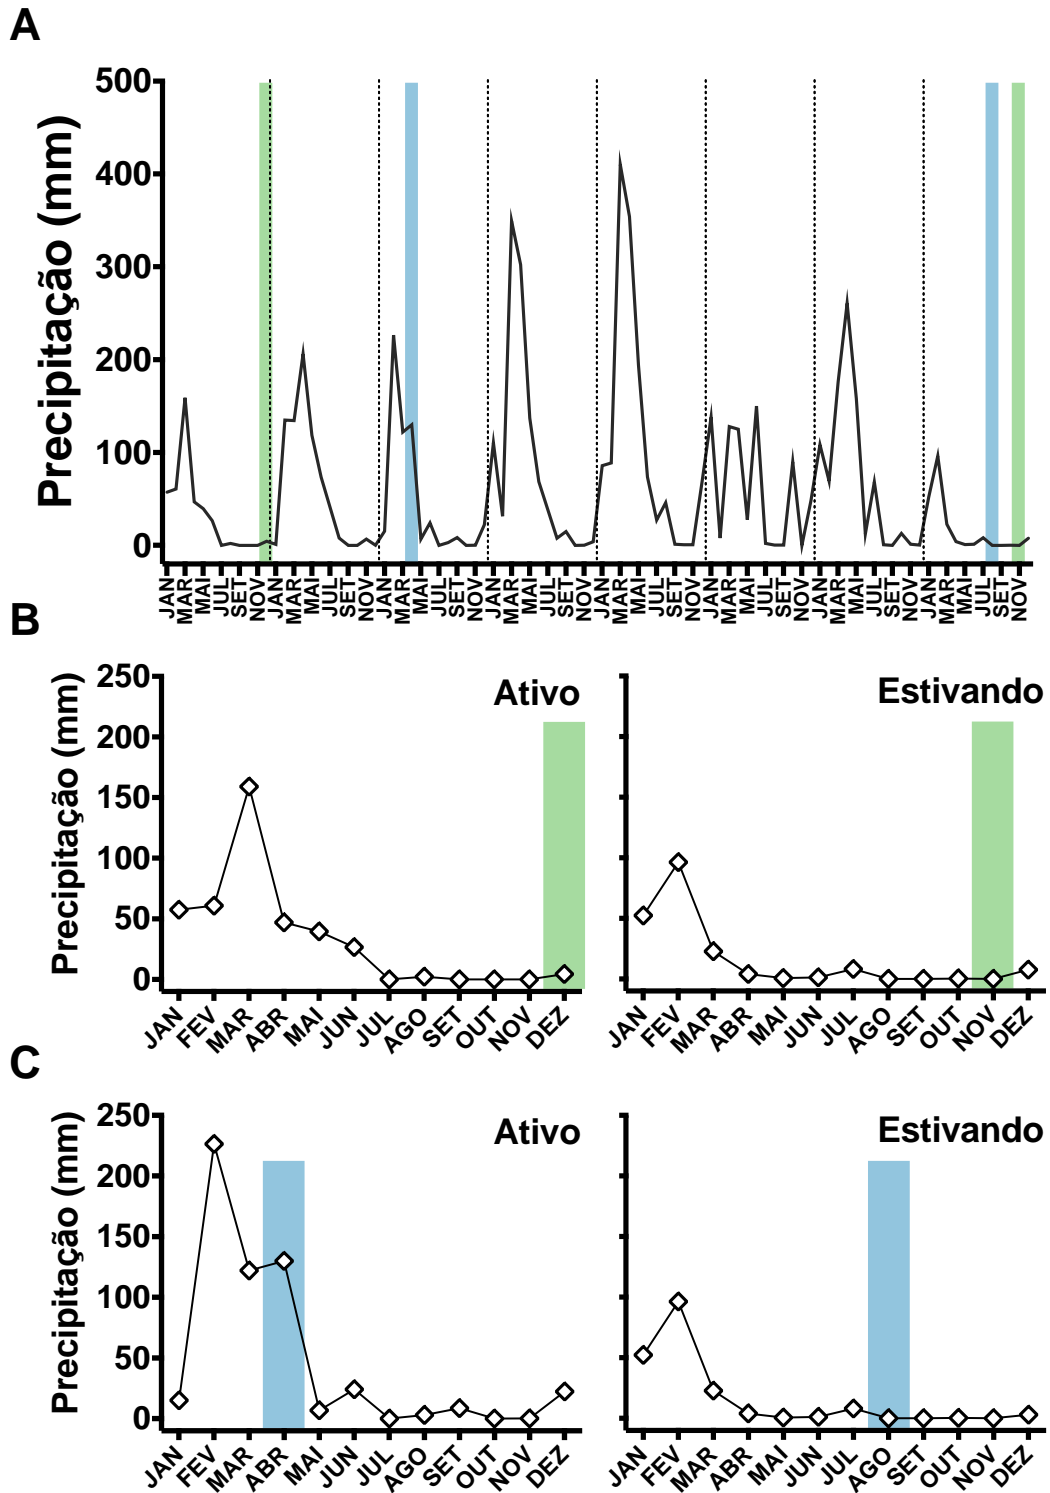 A
Precipitação (mm)
500
400
300
200
100
0
JAN MAR MAI JUL SET NOV JAN MAR MAI JUL SET NOV JAN MAR MAI JUL SET NOV JAN MAR MAI JUL SET NOV JAN MAR MAI JUL SET NOV JAN MAR MAI JUL SET NOV JAN MAR MAI JUL SET NOV JAN MAR MAI JUL SET NOV
B
Precipitação (mm)
250
200
150
100
50
0
Ativo
JAN FEV MAR ABR MAI JUN JUL AGO SET OUT NOV DEZ
Estivando
JAN FEV MAR ABR MAI JUN JUL AGO SET OUT NOV DEZ
C
Precipitação (mm)
250
200
150
100
50
0
Ativo
JAN FEV MAR ABR MAI JUN JUL AGO SET OUT NOV DEZ
Estivando
JAN FEV MAR ABR MAI JUN JUL AGO SET OUT NOV DEZ